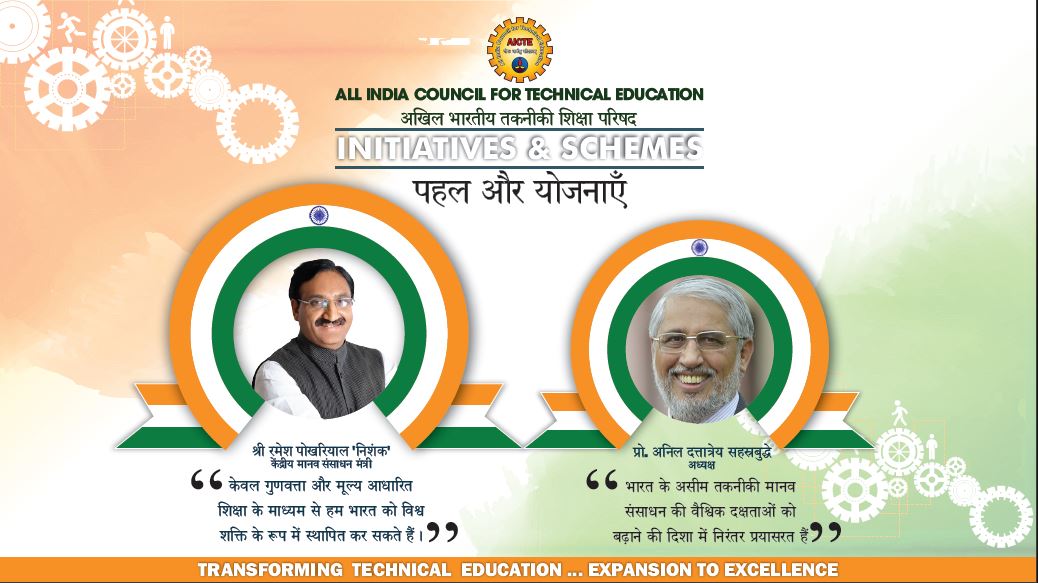 AICTE
ALL INDIA COUNCIL FOR TECHNICAL EDUCATION
अखिल भारतीय तकनीकी शिक्षा परिषद
INITIATIVES & SCHEMES
पहल और योजनाएँ
श्री रमेश पोखरियाल 'निशंक'
केंद्रीय मानव संसाधन मंत्री
“ केवल गुणवत्ता और मूल्य आधारित
शिक्षा के माध्यम से हम भारत को विश्व
शक्ति के रूप में स्थापित कर सकते हैं। ”
प्रो. अनिल दत्तात्रेय सहस्रबुद्धे
अध्यक्ष
“ भारत के असीम तकनीकी मानव
संसाधन की वैश्विक दक्षताओं को
बढ़ाने की दिशा में निरंतर प्रयासरत हैं ”
TRANSFORMING TECHNICAL EDUCATION ... EXPANSION TO EXCELLENCE